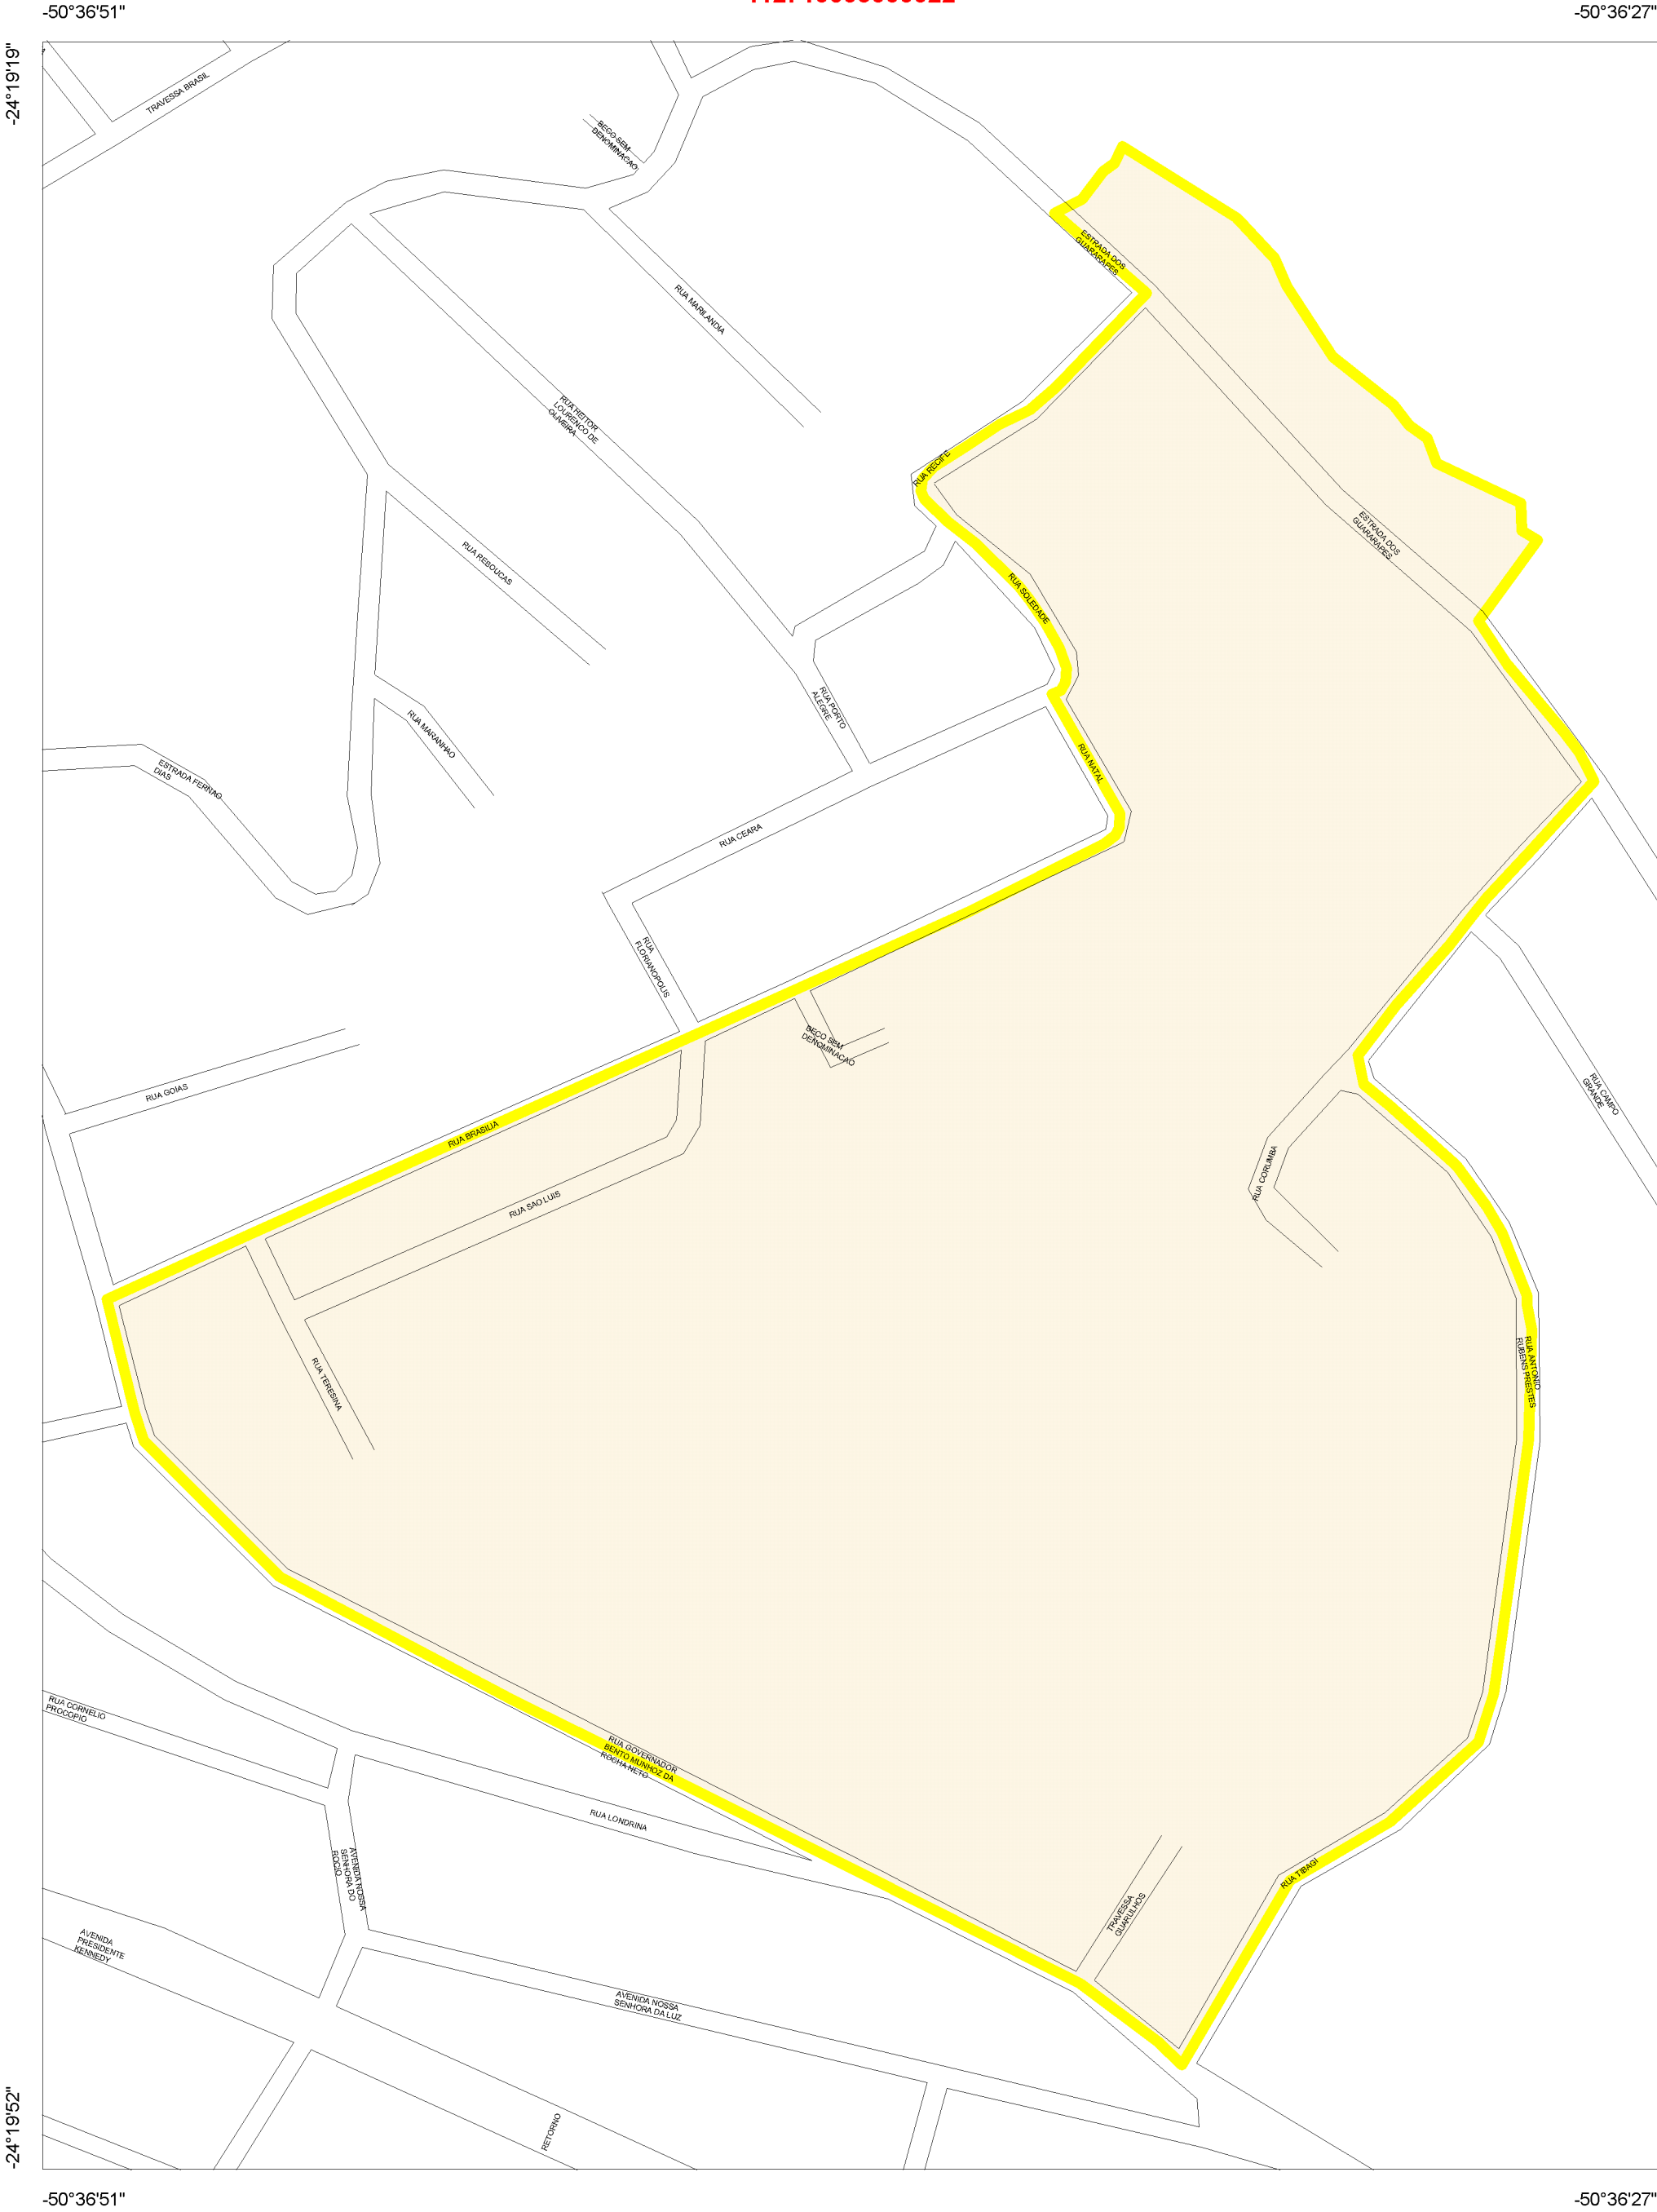 -50°36'51"
-50°36'27"
-24°19'19"
TRAVESSA BRASIL
BECO SEM
DENOMINACAO
ESTRADA DOS
GUARARAPES
RUA MARILANDIA
RUA HEITOR
LOURENCO DE
OLIVEIRA
RUA RECIFE
ESTRADA DOS
GUARARAPES
RUA REBOUCAS
RUA SOLEDADE
RUA PORTO
ALEGRE
RUA MARANHAO
RUA NATAL
ESTRADA FERNAO
DIAS
RUA CEARA
RUA
FLORIANOPOLIS
BECO SEM
DENOMINACAO
RUA GOIAS
RUA CAMPO
GRANDE
RUA BRASILIA
RUA CORUMBA
RUA SAO LUIS
RUA ANTONIO
RUBENS PRESTES
RUA TERESINA
RUA CORNELIO
PROCOPIO
RUA GOVERNADOR
BENTO MUNHOZ DA
ROCHA NETO
RUA LONDRINA
AVENIDA NOSSA
SENHORA DO
ROCIO
RUA TIBAGI
TRAVESSA
GUARULHOS
AVENIDA
PRESIDENTE
KENNEDY
AVENIDA NOSSA
SENHORA DA LUZ
RETORNO
-24°19'52"
-50°36'51"
-50°36'27"